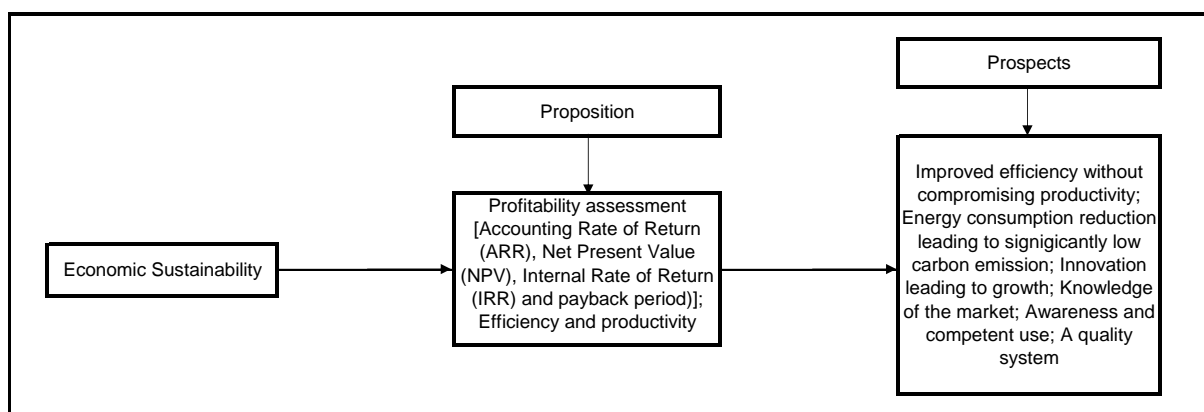 Prospects
Proposition
Improved efficiency without
compromising productivity;
Energy consumption reduction
leading to signigicantly low
carbon emission; Innovation
leading to growth; Knowledge
of the market; Awareness and
competent use; A quality
system
Profitability assessment
[Accounting Rate of Return
(ARR), Net Present Value
(NPV), Internal Rate of Return
(IRR) and payback period)];
Efficiency and productivity
Economic Sustainability